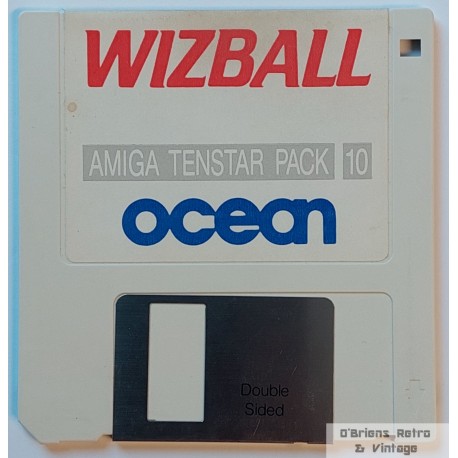 WIZBALL
AMIGA TENSTAR PACK 10
ocean
Double
Sided
O'Briens Retro
& Vintage